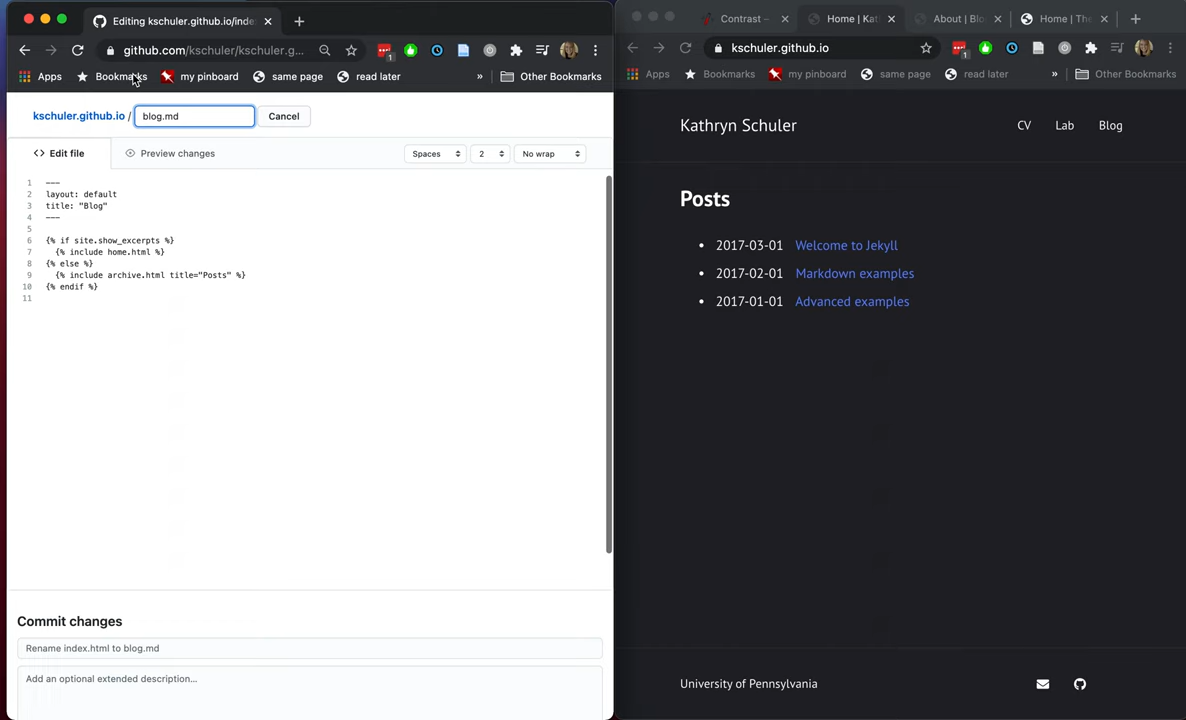 Editing kschuler.github.io/inde
github.com/kschuler/kschuler.g...
1
Apps
Bookmarks
my pinboard
same page
read later
»
Other Bookmarks
kschuler.github.io /
blog.md
Cancel
<> Edit file
Preview changes
Spaces
2
No wrap
1 ---
2 layout: default
3 title: "Blog"
4 ---
5
6 {% if site.show_excerpts %}
7 {% include home.html %}
8 {% else %}
9 {% include archive.html title="Posts" %}
10 {% endif %}
11
Commit changes
Rename index.html to blog.md
Add an optional extended description...
Contrast –
Home | Kat
About | Blo
Home | The
kschuler.github.io
1
Apps
Bookmarks
my pinboard
same page
read later
»
Other Bookmarks
Kathryn Schuler
CV
Lab
Blog
Posts
• 2017-03-01 Welcome to Jekyll
• 2017-02-01 Markdown examples
• 2017-01-01 Advanced examples
University of Pennsylvania